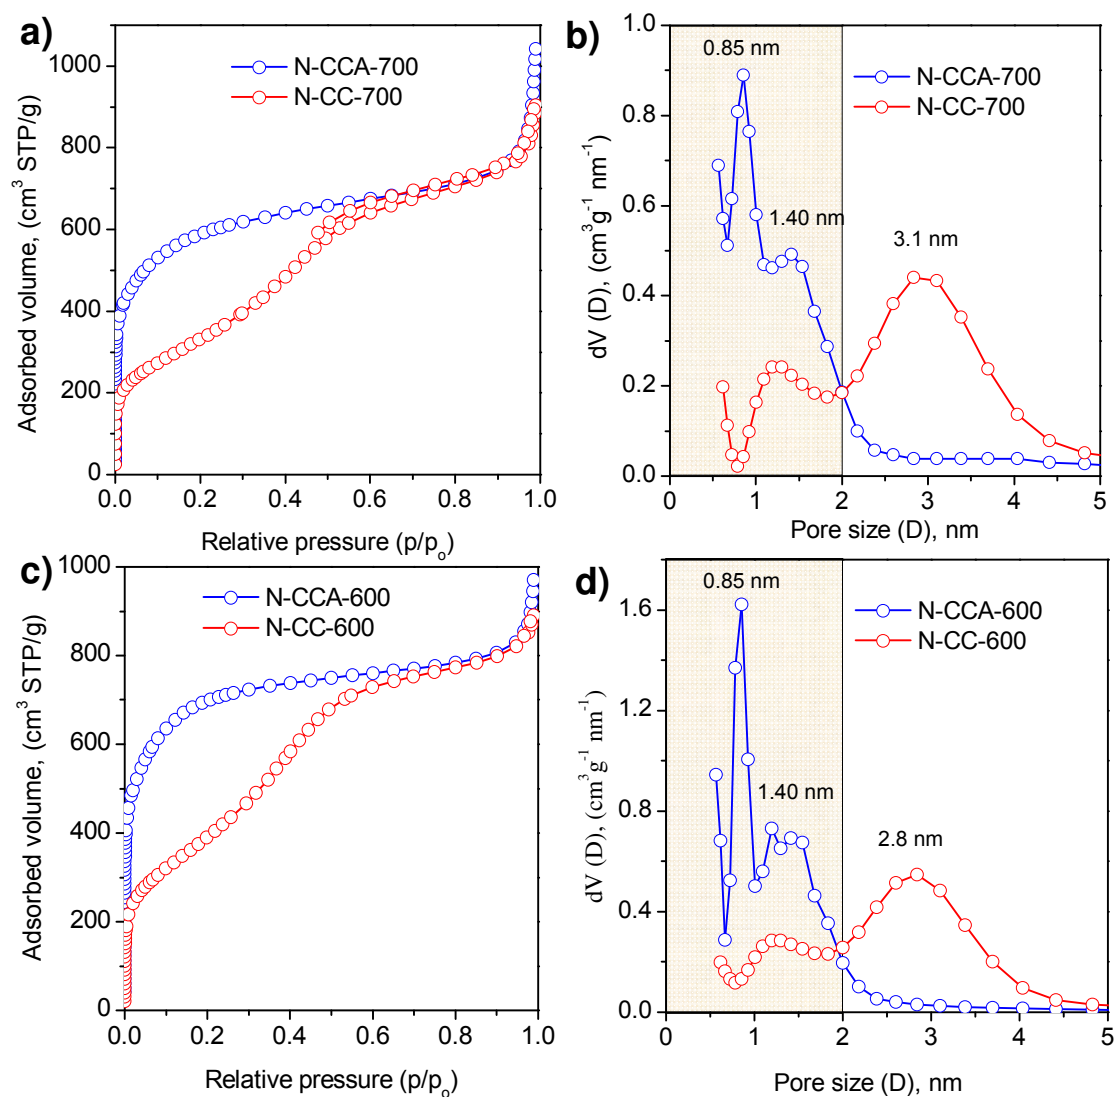 a)
N-CCA-700
N-CC-700
Adsorbed volume, (cm³ STP/g)
1000
800
600
400
200
0
0.0 0.2 0.4 0.6 0.8 1.0
Relative pressure (p/pₒ)
b)
0.85 nm
N-CCA-700
N-CC-700
1.40 nm
3.1 nm
dV (D), (cm³g⁻¹ nm⁻¹)
1.0
0.8
0.6
0.4
0.2
0.0
0 1 2 3 4 5
Pore size (D), nm
c)
N-CCA-600
N-CC-600
Adsorbed volume, (cm³ STP/g)
1000
800
600
400
200
0
0.0 0.2 0.4 0.6 0.8 1.0
Relative pressure (p/pₒ)
d)
0.85 nm
N-CCA-600
N-CC-600
1.40 nm
2.8 nm
dV (D), (cm³g⁻¹ nm⁻¹)
1.6
1.2
0.8
0.4
0.0
0 1 2 3 4 5
Pore size (D), nm